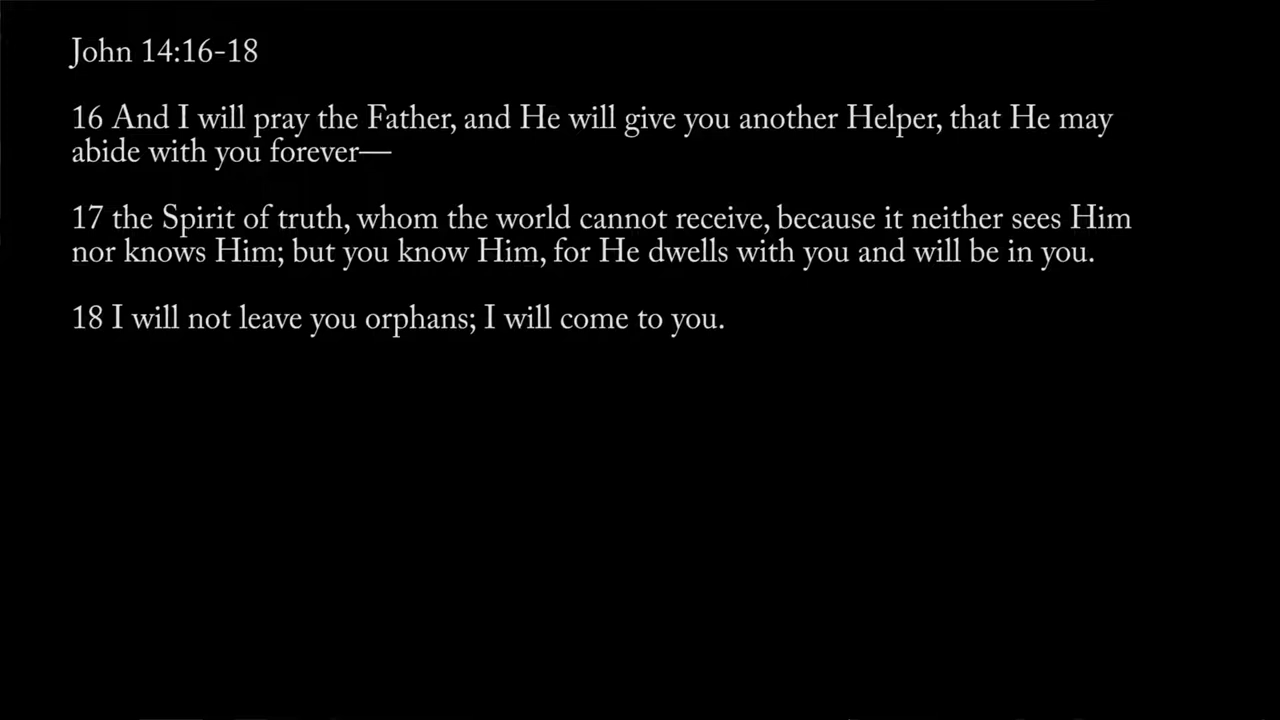 John 14:16-18
16 And I will pray the Father, and He will give you another Helper, that He may
abide with you forever—
17 the Spirit of truth, whom the world cannot receive, because it neither sees Him
nor knows Him; but you know Him, for He dwells with you and will be in you.
18 I will not leave you orphans; I will come to you.